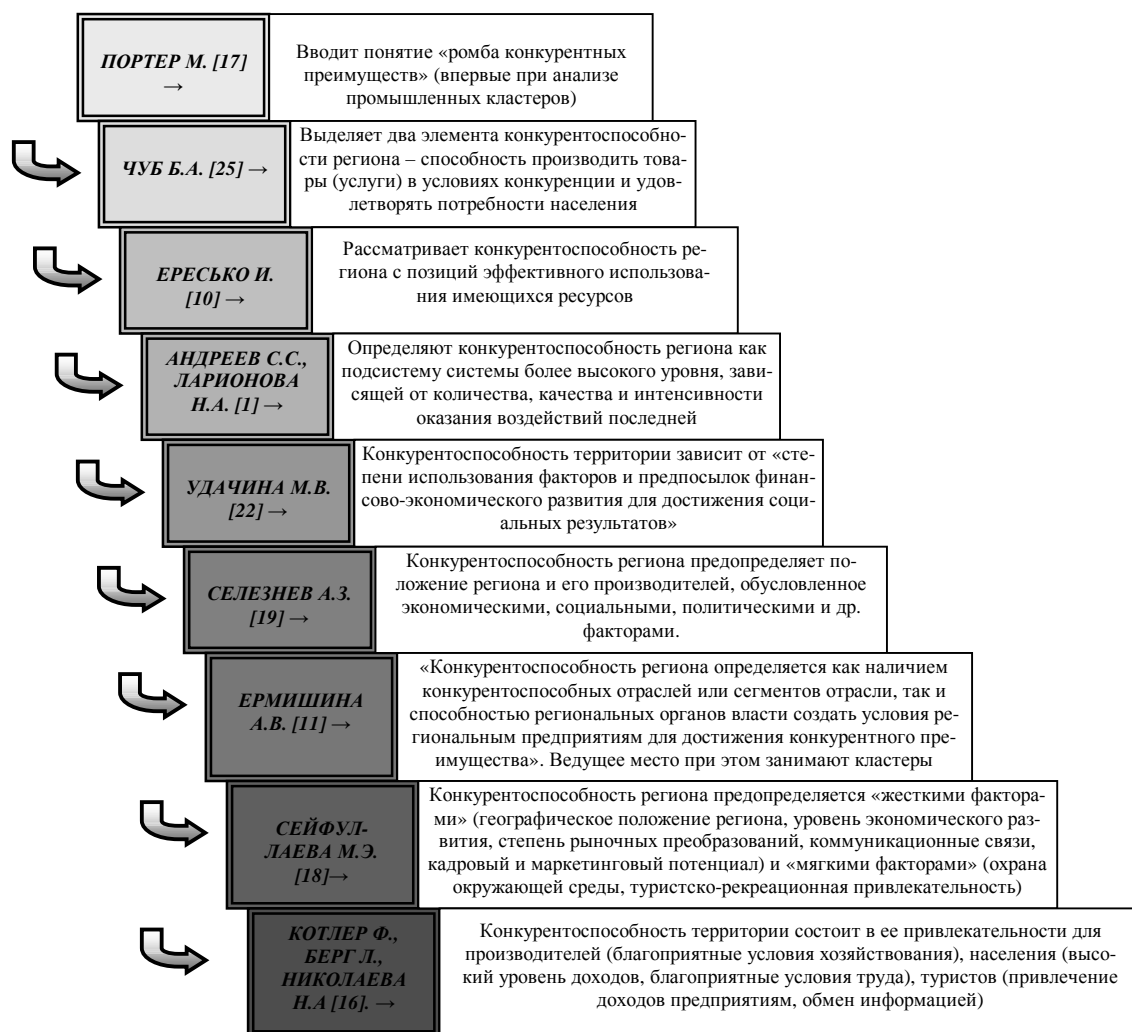 ПОРТЕР М. [17]
→
Вводит понятие «ромба конкурентных
преимуществ» (впервые при анализе
промышленных кластеров)
ЧУБ Б.А. [25] →
Выделяет два элемента конкурентоспособно-
сти региона – способность производить това-
ры (услуги) в условиях конкуренции и удов-
летворять потребности населения
ЕРЕСЬКО И.
[10] →
Рассматривает конкурентоспособность ре-
гиона с позиций эффективного использова-
ния имеющихся ресурсов
АНДРЕЕВ С.С.,
ЛАРИОНОВА
Н.А. [1] →
Определяют конкурентоспособность региона как
подсистему системы более высокого уровня, зави-
сящей от количества, качества и интенсивности
оказания воздействий последней
УДАЧИНА М.В.
[22] →
Конкурентоспособность территории зависит от «сте-
пени использования факторов и предпосылок финан-
сово-экономического развития для достижения соци-
альных результатов»
СЕЛЕЗНЕВ А.З.
[19] →
Конкурентоспособность региона предопределяет по-
ложение региона и его производителей, обусловленное
экономическими, социальными, политическими и др.
факторами.
ЕРМИШИНА
А.В. [11] →
«Конкурентоспособность региона определяется как наличием
конкурентоспособных отраслей или сегментов отрасли, так и
способностью региональных органов власти создать условия ре-
гиональным предприятиям для достижения конкурентного пре-
имущества». Ведущее место при этом занимают кластеры
СЕЙФУЛ-
ЛАЕВА М.Э.
[18]→
Конкурентоспособность региона предопределяется «жесткими фактора-
ми» (географическое положение региона, уровень экономического раз-
вития, степень рыночных преобразований, коммуникационные связи,
кадровый и маркетинговый потенциал) и «мягкими факторами» (охрана
окружающей среды, туристско-рекреационная привлекательность)
КОТЛЕР Ф.,
БЕРГ Л.,
НИКОЛАЕВА
Н.А [16]. →
Конкурентоспособность территории состоит в ее привлекательности для
производителей (благоприятные условия хозяйствования), населения (высо-
кий уровень доходов, благоприятные условия труда), туристов (привлечение
доходов предприятиям, обмен информацией)